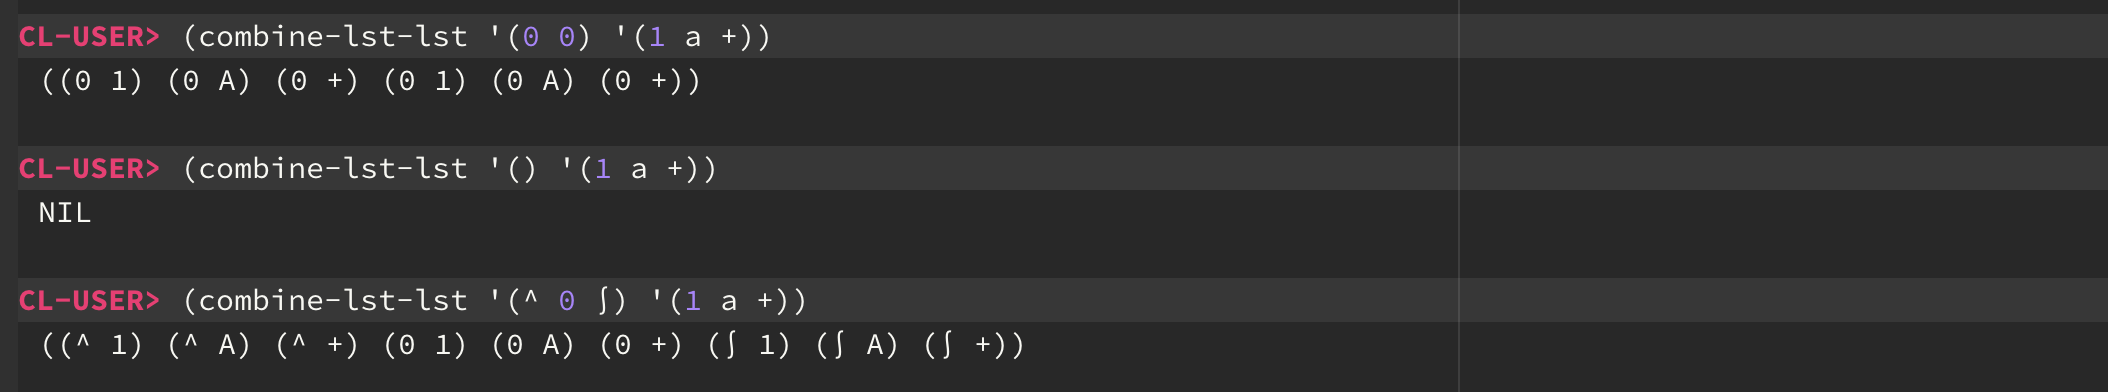 CL-USER> (combine-lst-lst '(0 0) '(1 a +))
((0 1) (0 A) (0 +) (0 1) (0 A) (0 +))
CL-USER> (combine-lst-lst '() '(1 a +))
NIL
CL-USER> (combine-lst-lst '(^ 0 ∫) '(1 a +))
((^ 1) (^ A) (^ +) (0 1) (0 A) (0 +) (∫ 1) (∫ A) (∫ +))